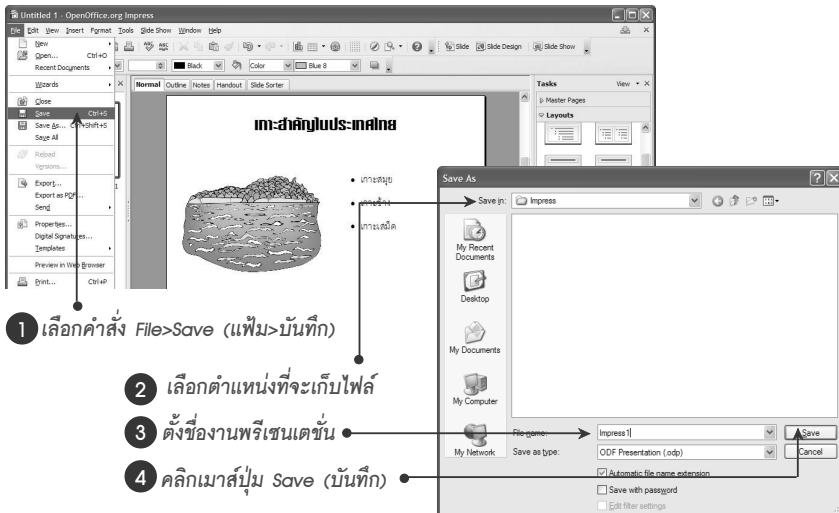 Untitled 1 - OpenOffice.org Impress
File Edit View Insert Format Tools Slide Show Window Help
New
Open... Ctrl+O
Recent Documents
Wizards
Close
Save Ctrl+S
Save As... Ctrl+Shift+S
Save All
Reload
Versions...
Export...
Export as PDF...
Send
Properties...
Digital Signatures...
Templates
Preview in Web Browser
Print... Ctrl+P
Slide Slide Design Slide Show
Black Color Blue 8
Normal Outline Notes Handout Slide Sorter
Tasks View
Master Pages
Layouts
เกาะสำคัญในประเทศไทย
• เกาะสมุย
• เกาะช้าง
• เกาะเสม็ด
Save As
Save in: Impress
My Recent Documents
Desktop
My Documents
My Computer
My Network
File name: Impress1
Save
Save as type: ODF Presentation (.odp)
Cancel
Automatic file name extension
Save with password
Edit filter settings
1 เลือกคำสั่ง File>Save (แฟ้ม>บันทึก)
2 เลือกตำแหน่งที่จะเก็บไฟล์
3 ตั้งชื่องานพรีเซนเตชั่น
4 คลิกเมาส์ปุ่ม Save (บันทึก)